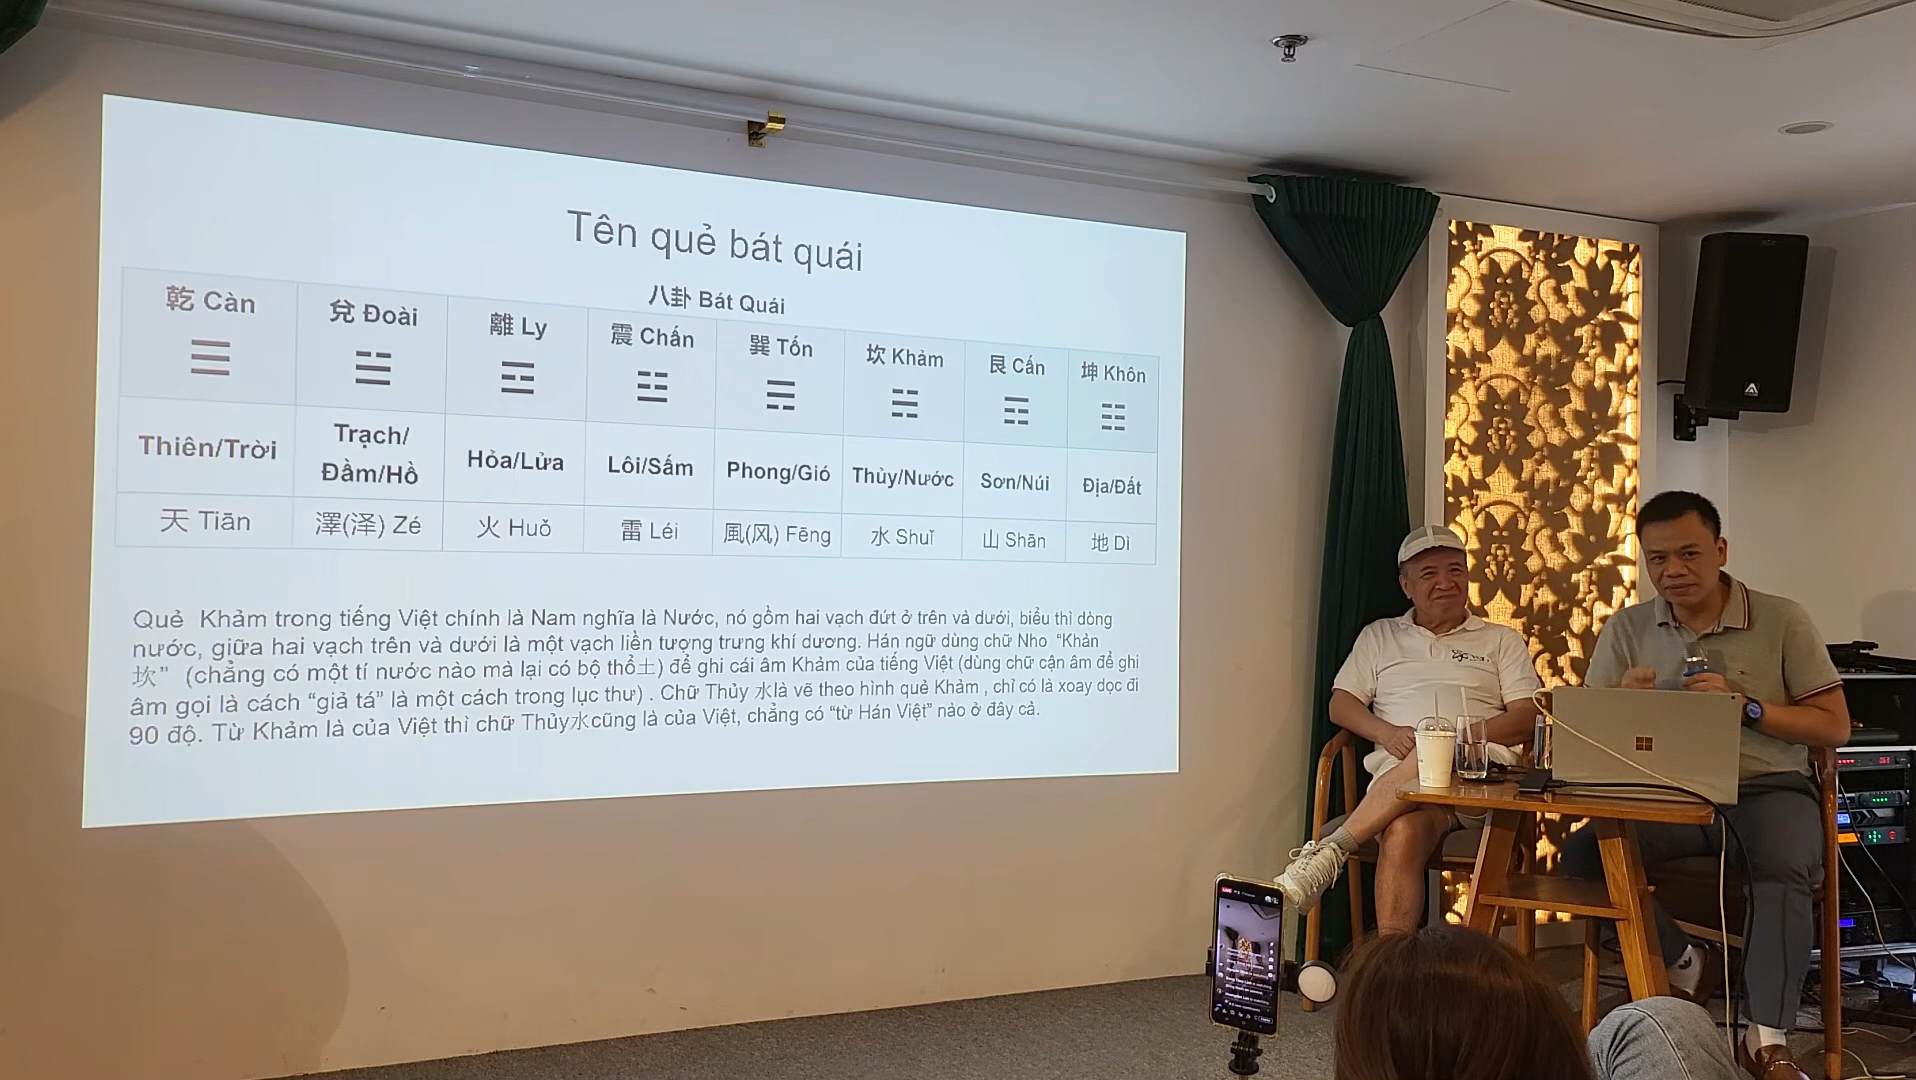 Tên quẻ bát quái
八卦 Bát Quái
乾 Càn
兌 Đoài
離 Ly
震 Chấn
巽 Tốn
坎 Khảm
艮 Cấn
坤 Khôn
☰
☱
☲
☳
☴
☵
☶
☷
Thiên/Trời
Trạch/
Đầm/Hồ
Hỏa/Lửa
Lôi/Sấm
Phong/Gió
Thủy/Nước
Sơn/Núi
Địa/Đất
天 Tiān
澤(泽) Zé
火 Huǒ
雷 Léi
風(风) Fēng
水 Shuǐ
山 Shān
地 Dì
Quẻ Khảm trong tiếng Việt chính là Nam nghĩa là Nước, nó gồm hai vạch đứt ở trên và dưới, biểu thì dòng
nước, giữa hai vạch trên và dưới là một vạch liền tượng trưng khí dương. Hán ngữ dùng chữ Nho “Khản
坎” (chẳng có một tí nước nào mà lại có bộ thổ土) để ghi cái âm Khảm của tiếng Việt (dùng chữ cận âm để ghi
âm gọi là cách “giả tá” là một cách trong lục thư) . Chữ Thủy 水là vẽ theo hình quẻ Khảm , chỉ có là xoay dọc đi
90 độ. Từ Khảm là của Việt thì chữ Thủy水cũng là của Việt, chẳng có “từ Hán Việt” nào ở đây cả.
LIVE